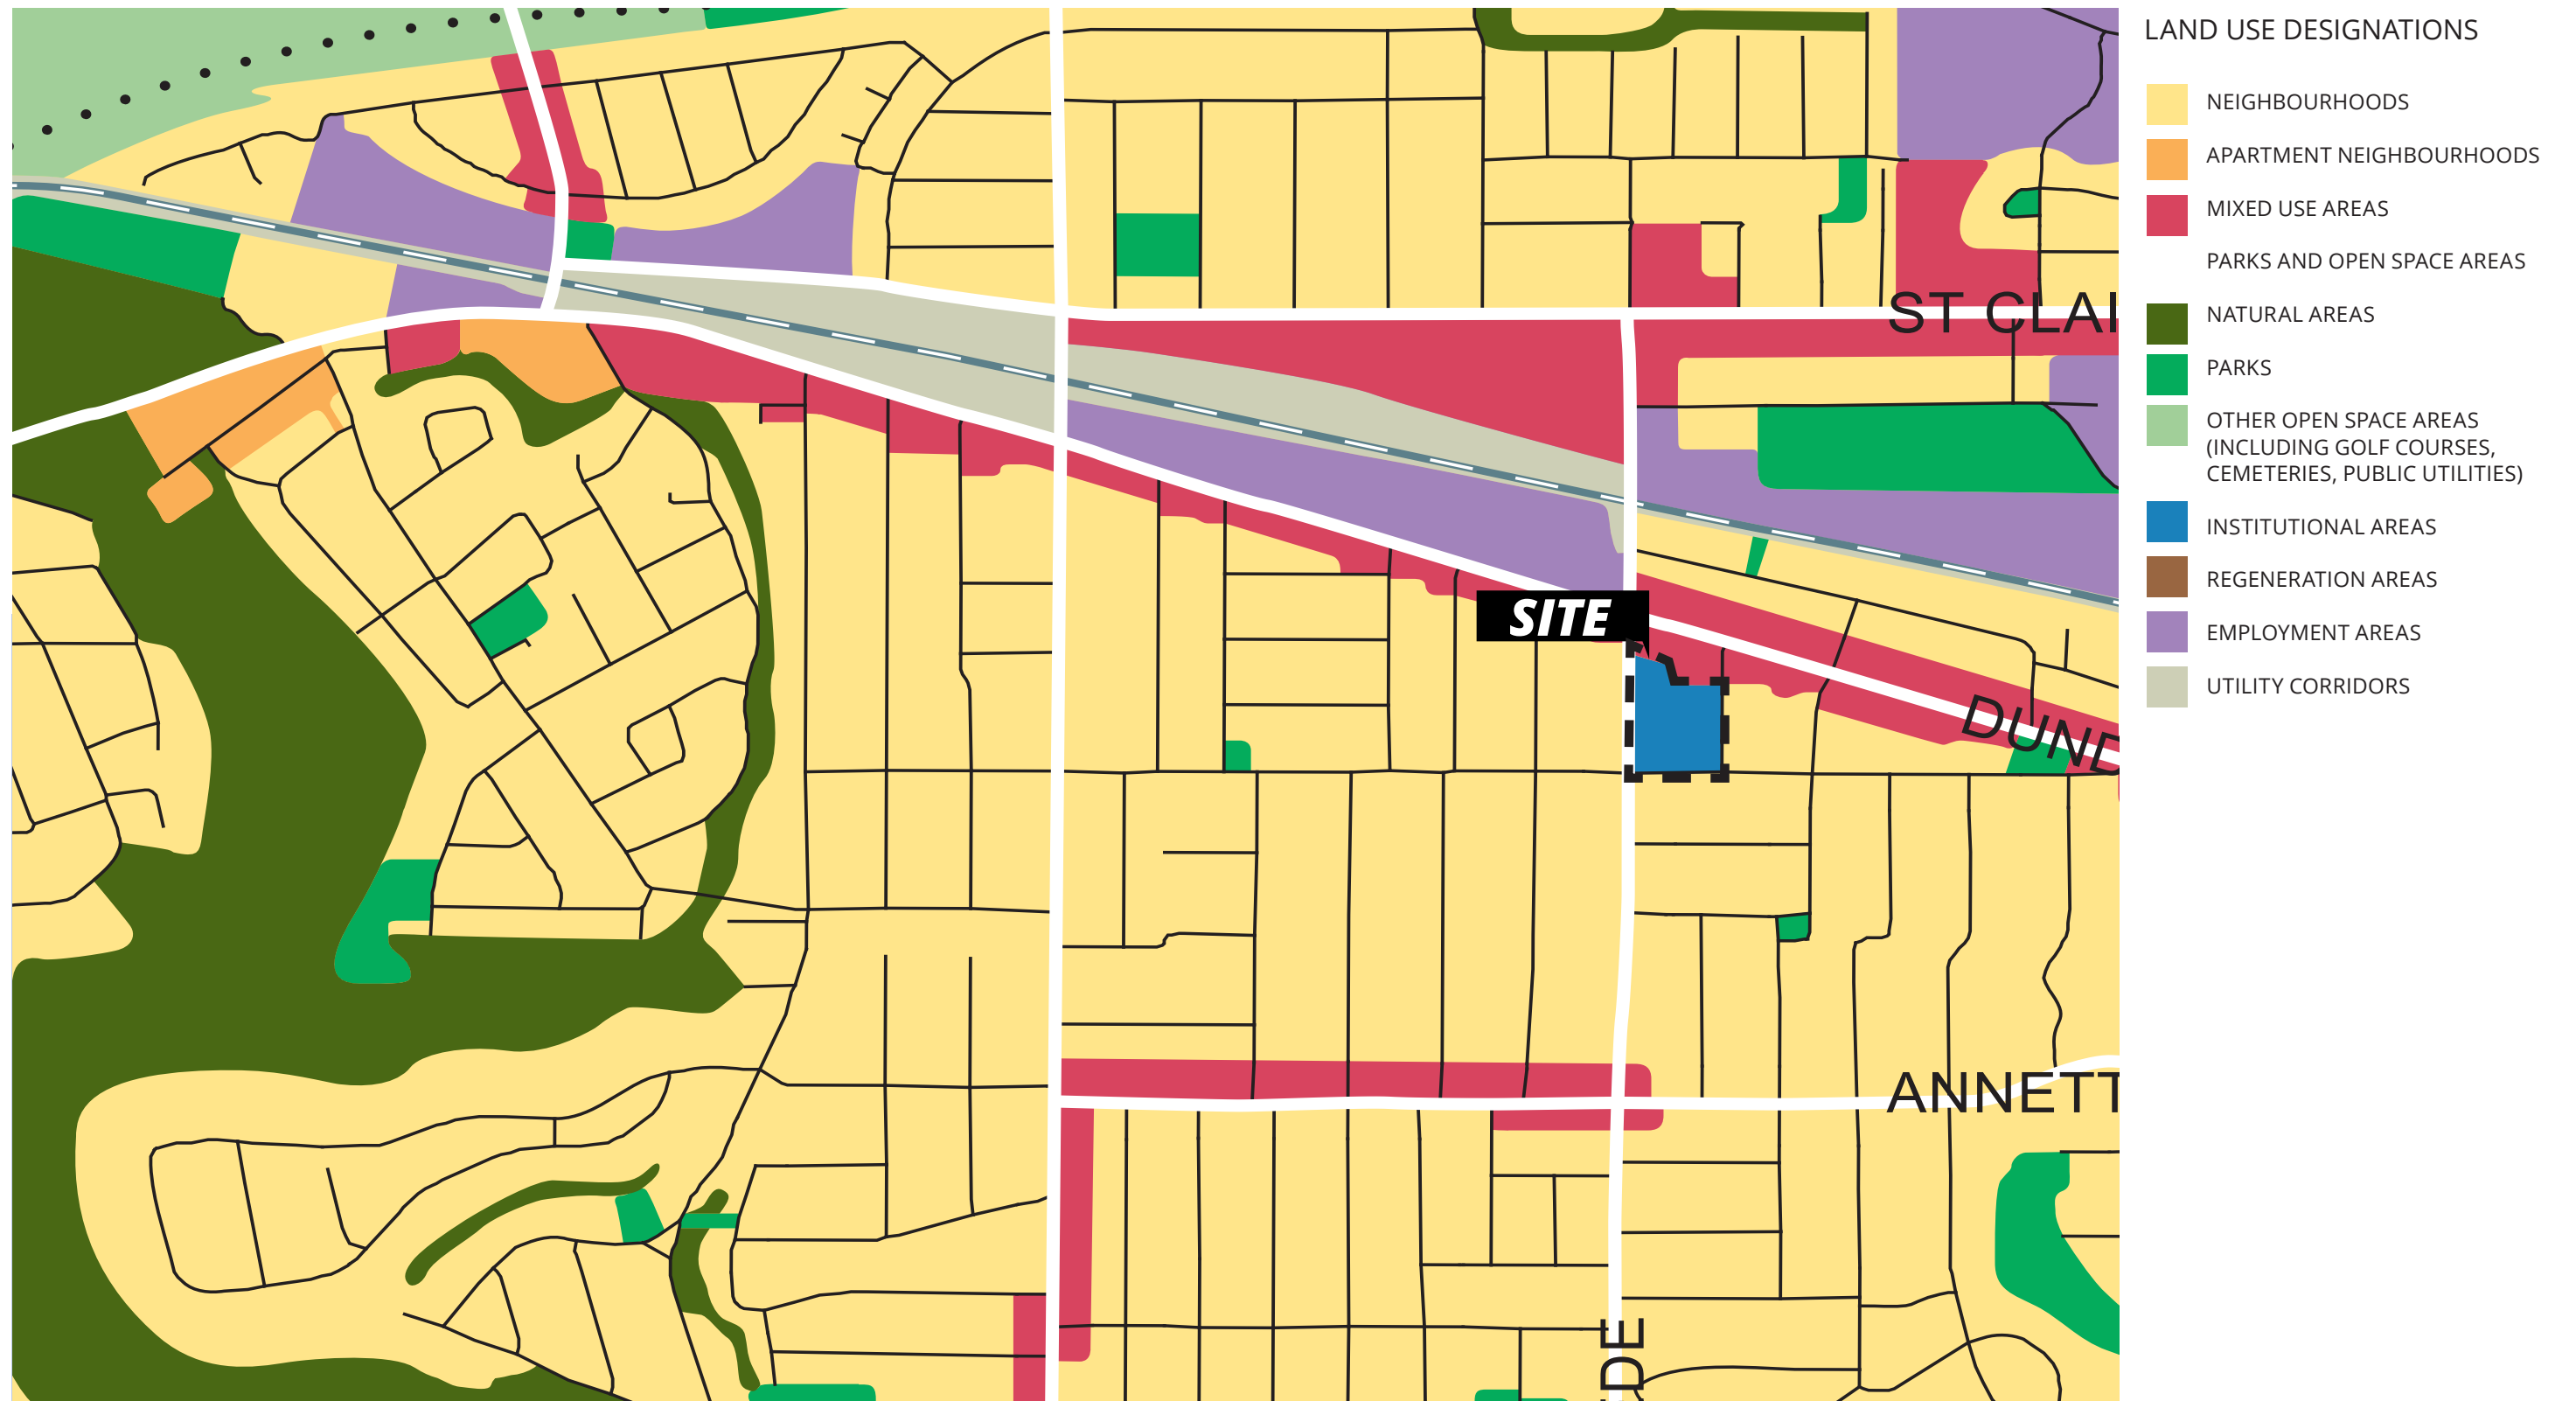 LAND USE DESIGNATIONS
NEIGHBOURHOODS
APARTMENT NEIGHBOURHOODS
MIXED USE AREAS
PARKS AND OPEN SPACE AREAS
NATURAL AREAS
PARKS
OTHER OPEN SPACE AREAS
(INCLUDING GOLF COURSES,
CEMETERIES, PUBLIC UTILITIES)
INSTITUTIONAL AREAS
REGENERATION AREAS
EMPLOYMENT AREAS
UTILITY CORRIDORS
ST CLAI
SITE
DUND
ANNETT
DE